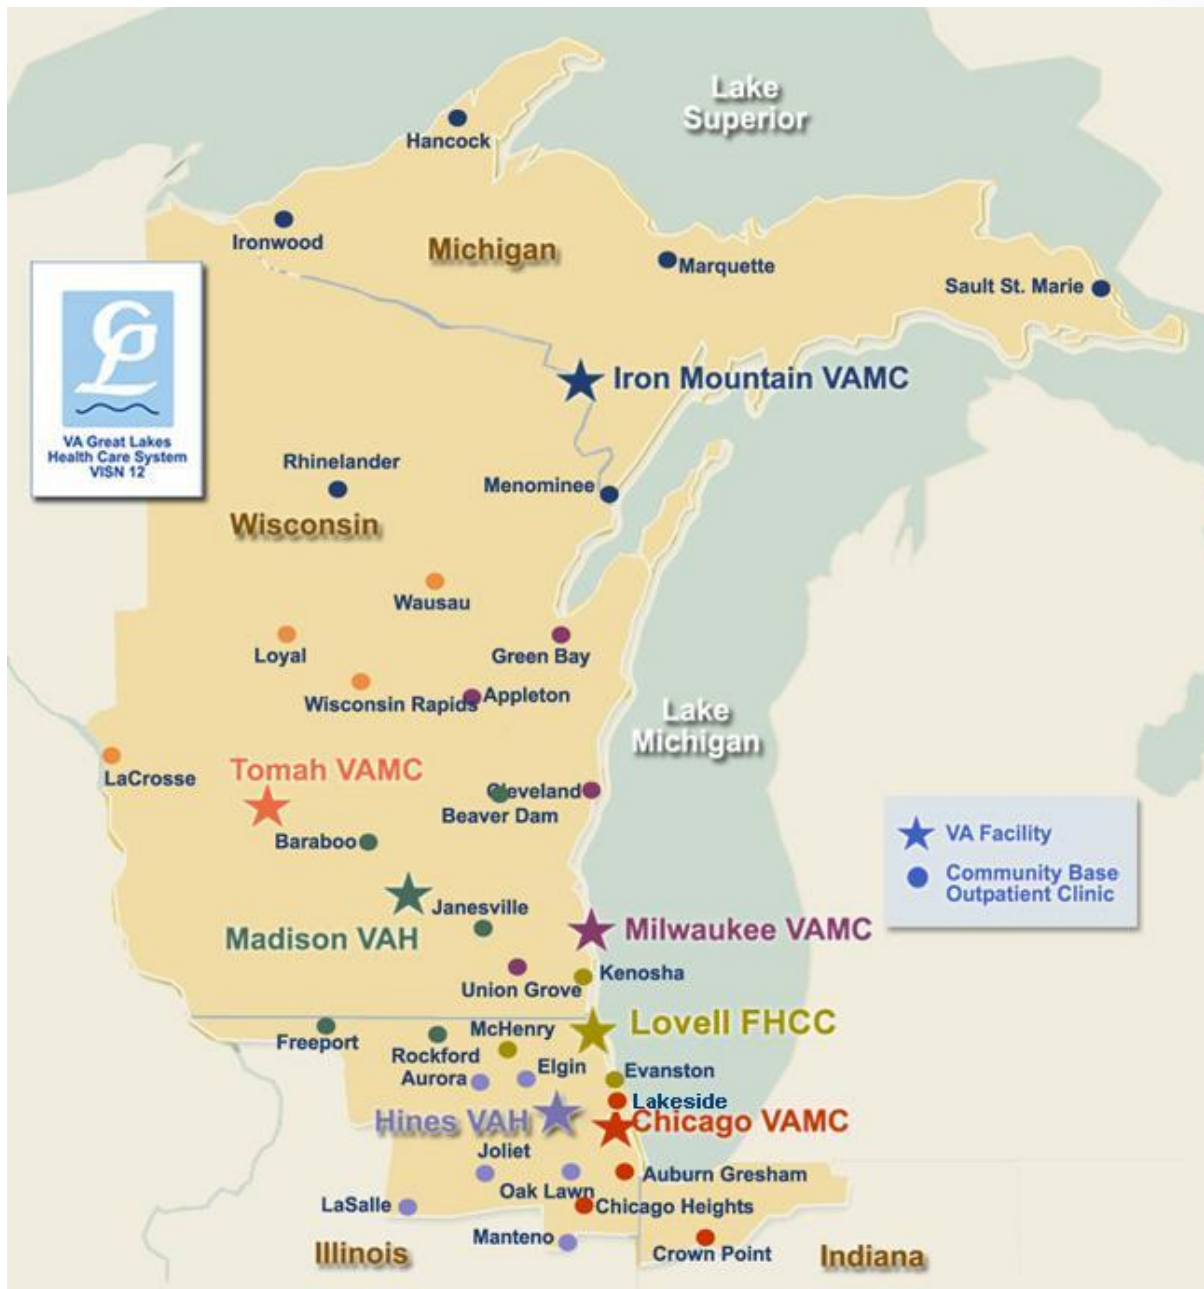 Lake
Superior
Hancock
Ironwood
Michigan
Marquette
Sault St. Marie
GL
VA Great Lakes
Health Care System
VISN 12
Iron Mountain VAMC
Rhinelander
Menominee
Wisconsin
Wausau
Loyal
Green Bay
Wisconsin Rapids
Appleton
Lake
Michigan
LaCrosse
Tomah VAMC
Cleveland
Beaver Dam
Baraboo
VA Facility
Community Base
Outpatient Clinic
Janesville
Madison VAH
Milwaukee VAMC
Union Grove
Kenosha
Lovell FHCC
Freeport
McHenry
Rockford
Aurora
Elgin
Evanston
Lakeside
Hines VAH
Chicago VAMC
Joliet
Oak Lawn
Auburn Gresham
LaSalle
Chicago Heights
Manteno
Crown Point
Illinois
Indiana